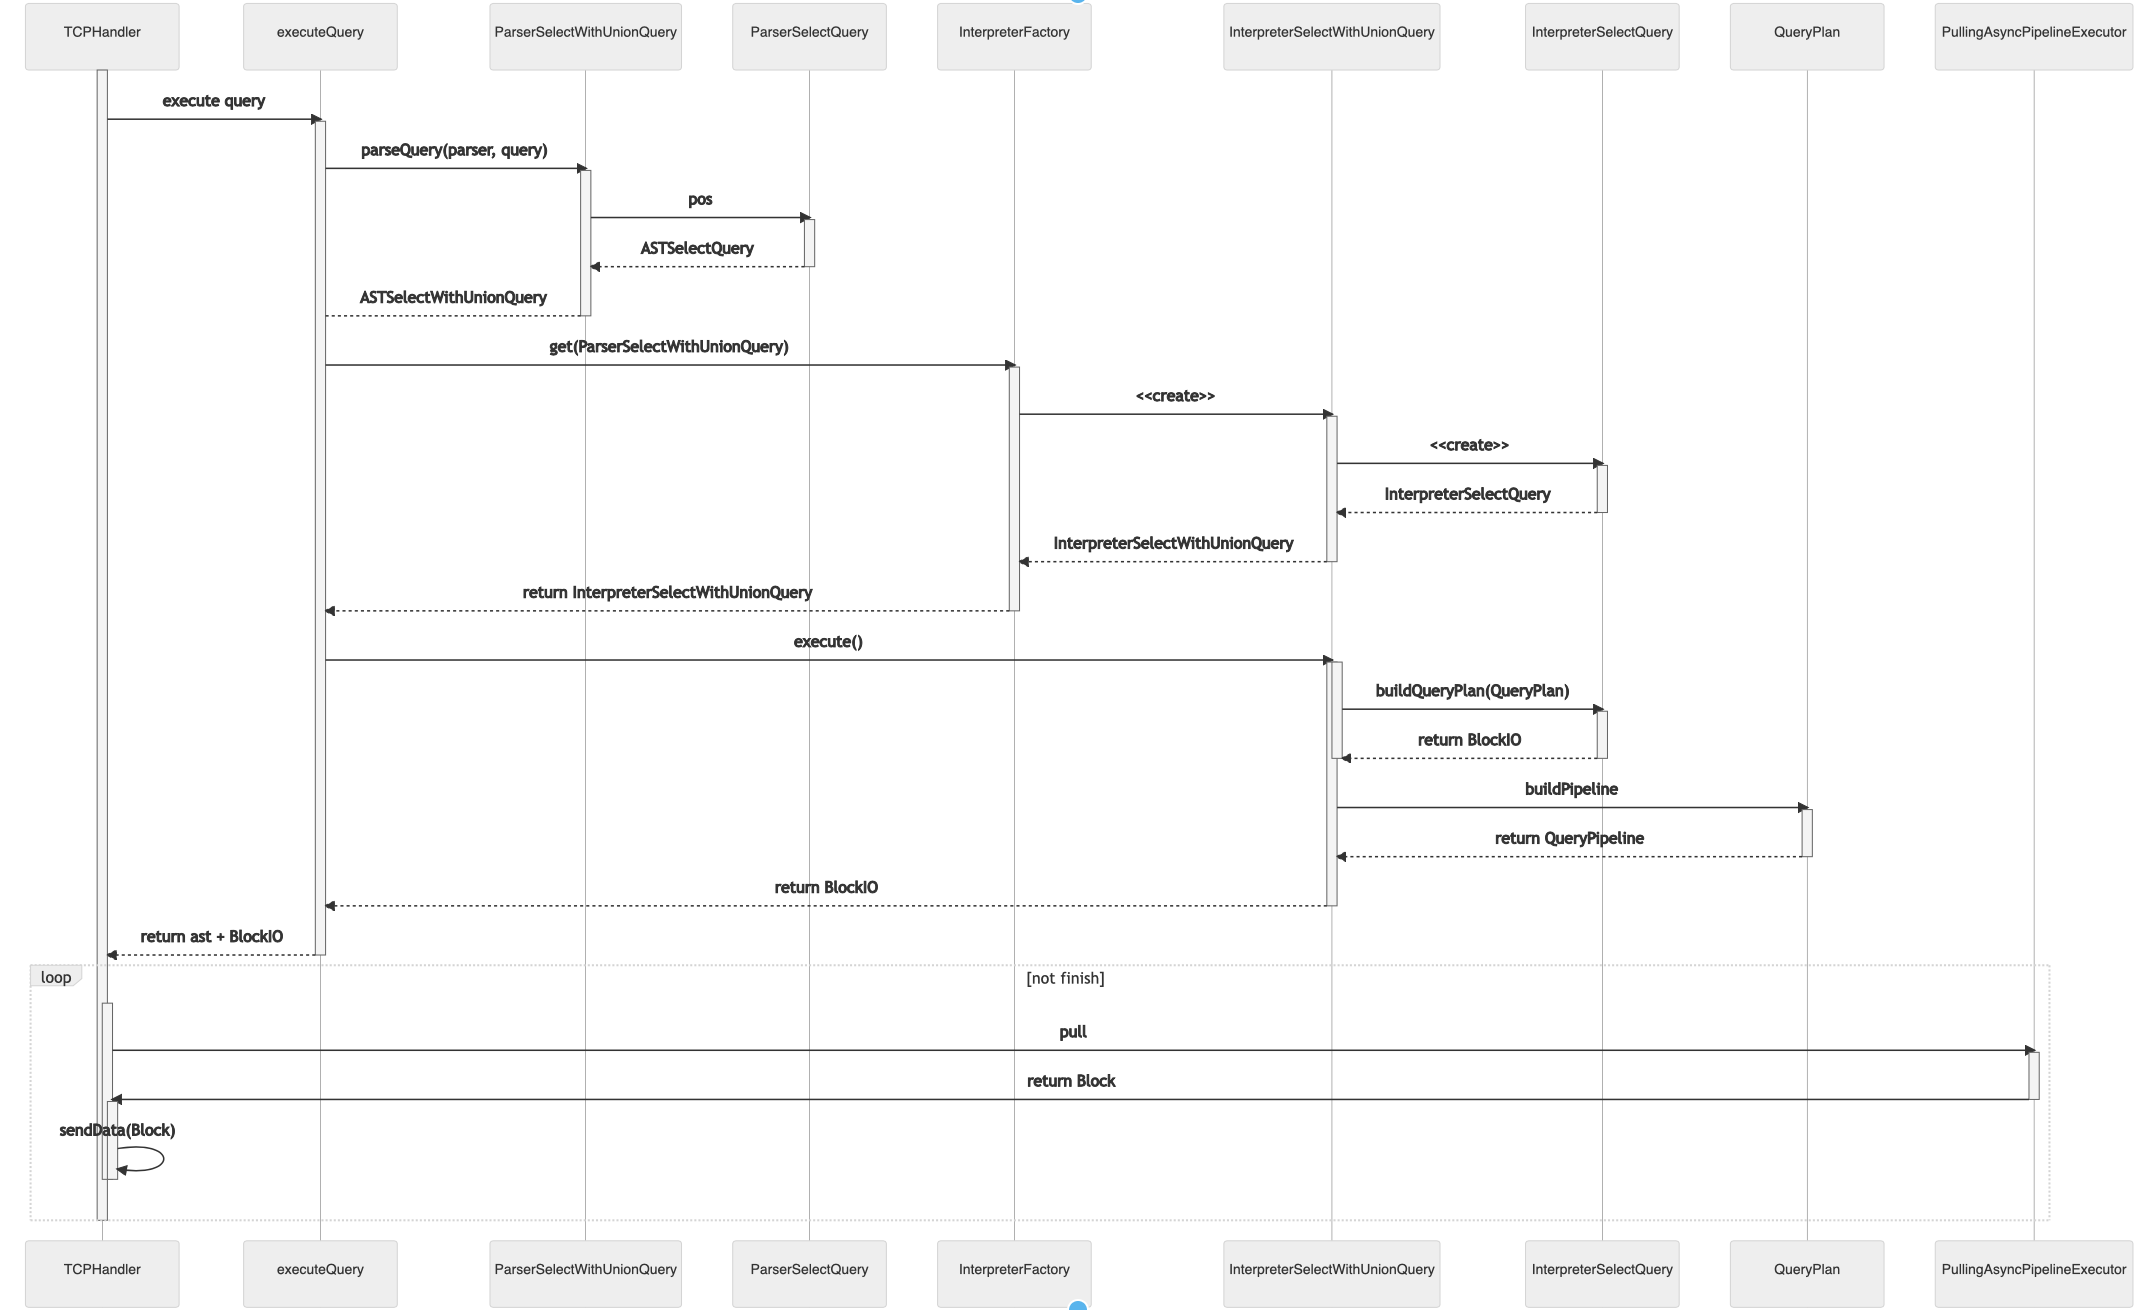 TCPHandler
executeQuery
ParserSelectWithUnionQuery
ParserSelectQuery
InterpreterFactory
InterpreterSelectWithUnionQuery
InterpreterSelectQuery
QueryPlan
PullingAsyncPipelineExecutor
execute query
parseQuery(parser, query)
pos
ASTSelectQuery
ASTSelectWithUnionQuery
get(ParserSelectWithUnionQuery)
<<create>>
<<create>>
InterpreterSelectQuery
InterpreterSelectWithUnionQuery
return InterpreterSelectWithUnionQuery
execute()
buildQueryPlan(QueryPlan)
return BlockIO
buildPipeline
return QueryPipeline
return BlockIO
return ast + BlockIO
loop
[not finish]
pull
return Block
sendData(Block)
TCPHandler
executeQuery
ParserSelectWithUnionQuery
ParserSelectQuery
InterpreterFactory
InterpreterSelectWithUnionQuery
InterpreterSelectQuery
QueryPlan
PullingAsyncPipelineExecutor